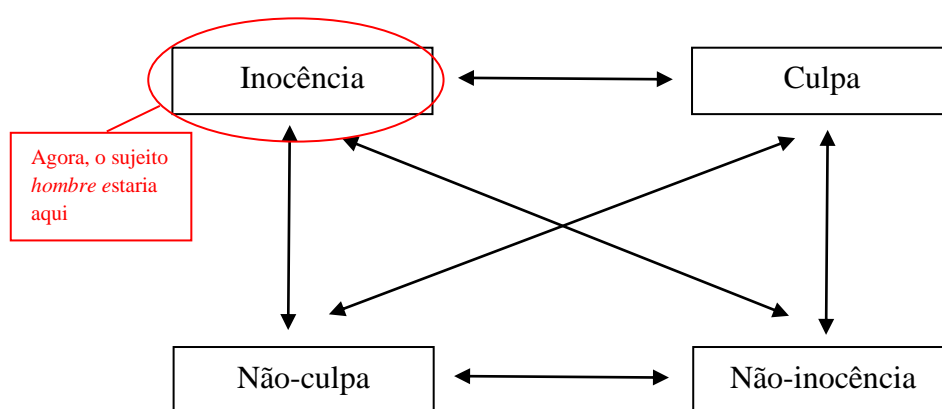 Inocência
Culpa
Agora, o sujeito
hombre estaria
aqui
Não-culpa
Não-inocência